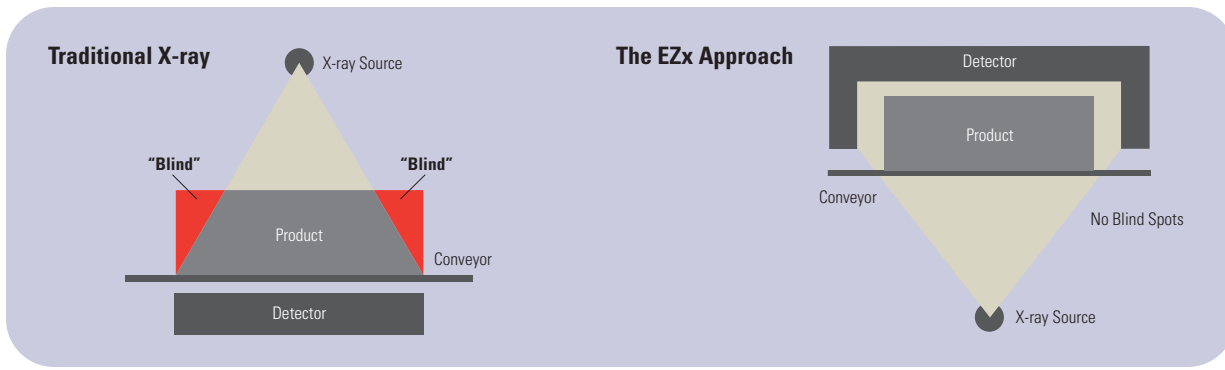 Traditional X-ray
X-ray Source
“Blind”
“Blind”
Product
Conveyor
Detector
The EZx Approach
Detector
Product
Conveyor
No Blind Spots
X-ray Source